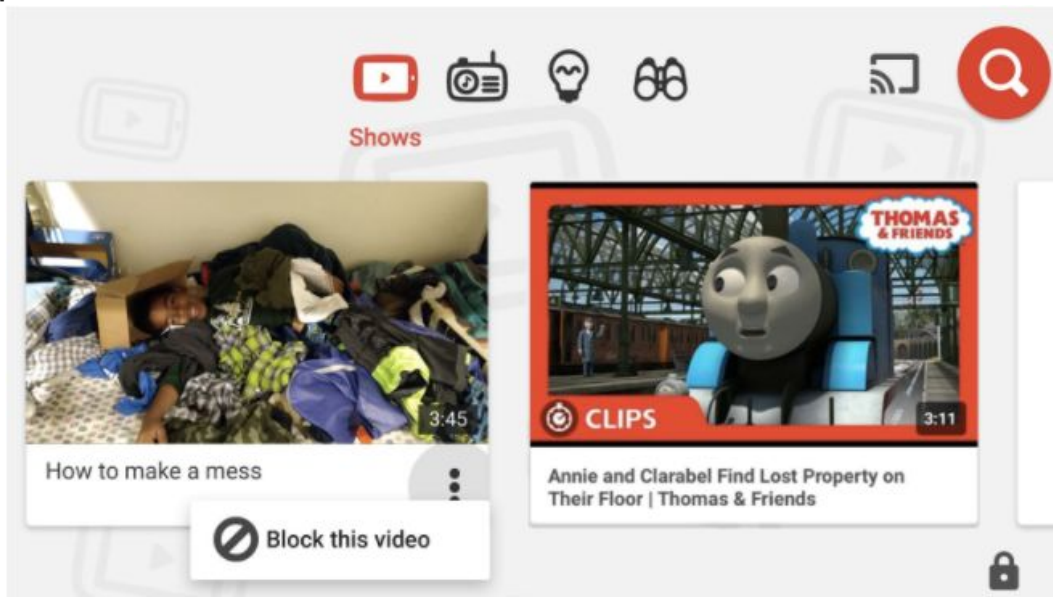 Shows
THOMAS
& FRIENDS
3:45
CLIPS
3:11
How to make a mess
Annie and Clarabel Find Lost Property on
Their Floor | Thomas & Friends
Block this video